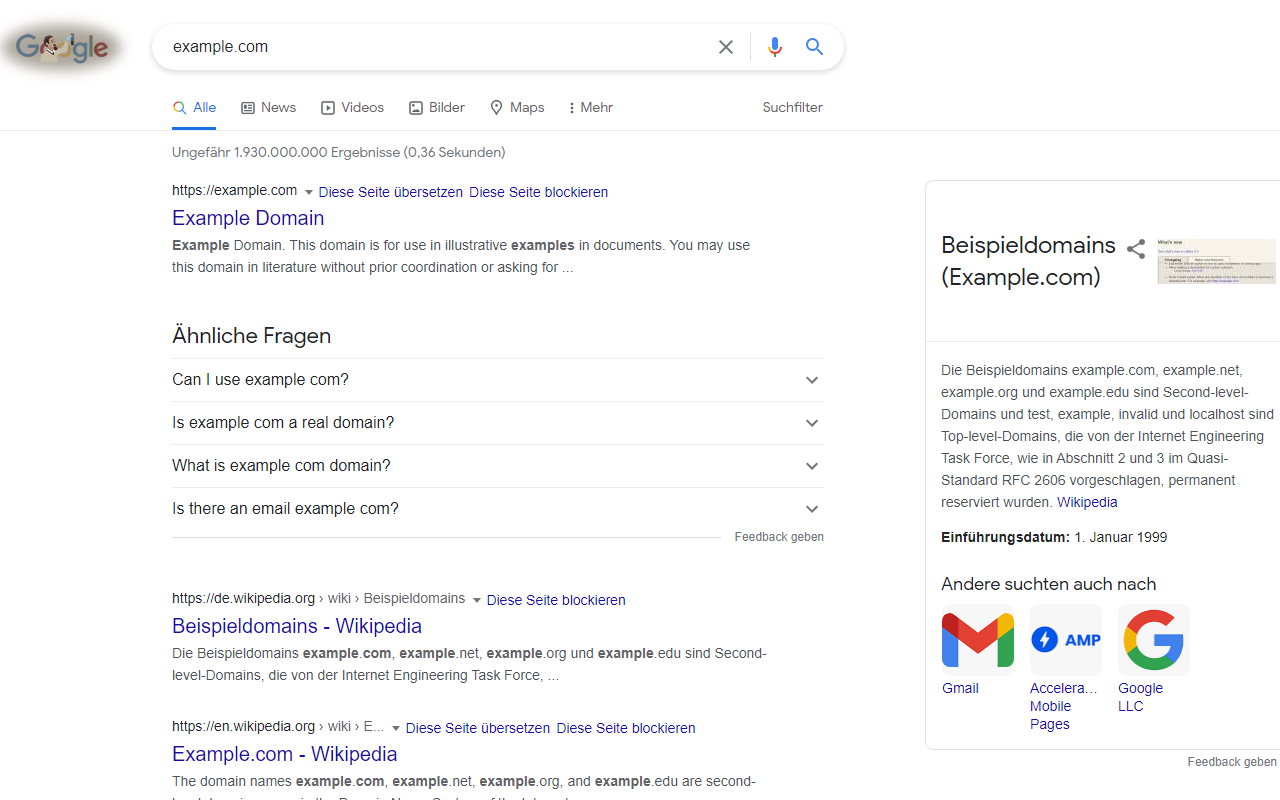 Google
example.com
Alle News Videos Bilder Maps Mehr Suchfilter
Ungefähr 1.930.000.000 Ergebnisse (0,36 Sekunden)
https://example.com Diese Seite übersetzen Diese Seite blockieren
Example Domain
Example Domain. This domain is for use in illustrative examples in documents. You may use
this domain in literature without prior coordination or asking for ...
Ähnliche Fragen
Can I use example com?
Is example com a real domain?
What is example com domain?
Is there an email example com?
Feedback geben
https://de.wikipedia.org › wiki › Beispieldomains Diese Seite blockieren
Beispieldomains - Wikipedia
Die Beispieldomains example.com, example.net, example.org und example.edu sind Second-
level-Domains, die von der Internet Engineering Task Force, ...
https://en.wikipedia.org › wiki › E... Diese Seite übersetzen Diese Seite blockieren
Example.com - Wikipedia
The domain names example.com, example.net, example.org, and example.edu are second-
Beispieldomains
(Example.com)
What's new
Die Beispieldomains example.com, example.net,
example.org und example.edu sind Second-level-
Domains und test, example, invalid und localhost sind
Top-level-Domains, die von der Internet Engineering
Task Force, wie in Abschnitt 2 und 3 im Quasi-
Standard RFC 2606 vorgeschlagen, permanent
reserviert wurden. Wikipedia
Einführungsdatum: 1. Januar 1999
Andere suchten auch nach
AMP
Gmail Accelera... Google
Mobile LLC
Pages
Feedback geben